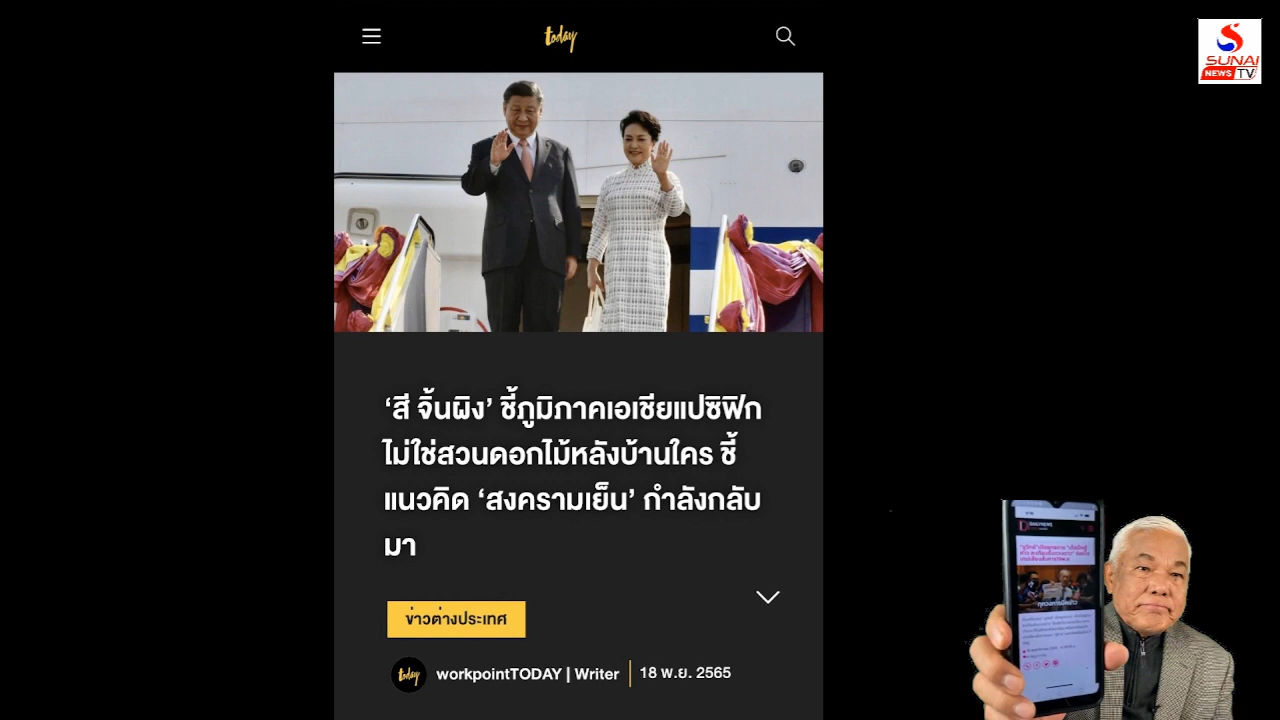 today
SUNAI
NEWS TV
‘สี จิ้นผิง’ ชี้ภูมิภาคเอเชียแปซิฟิก
ไม่ใช่สวนดอกไม้หลังบ้านใคร ชี้
แนวคิด ‘สงครามเย็น’ กำลังกลับ
มา
ข่าวต่างประเทศ
today
workpointTODAY | Writer
18 พ.ย. 2565